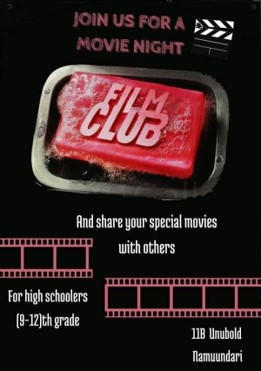 JOIN US FOR A
MOVIE NIGHT
FILM
CLUB
And share your special movies
with others
For high schoolers
(9-12)th grade
11B Unubold
Namuundari